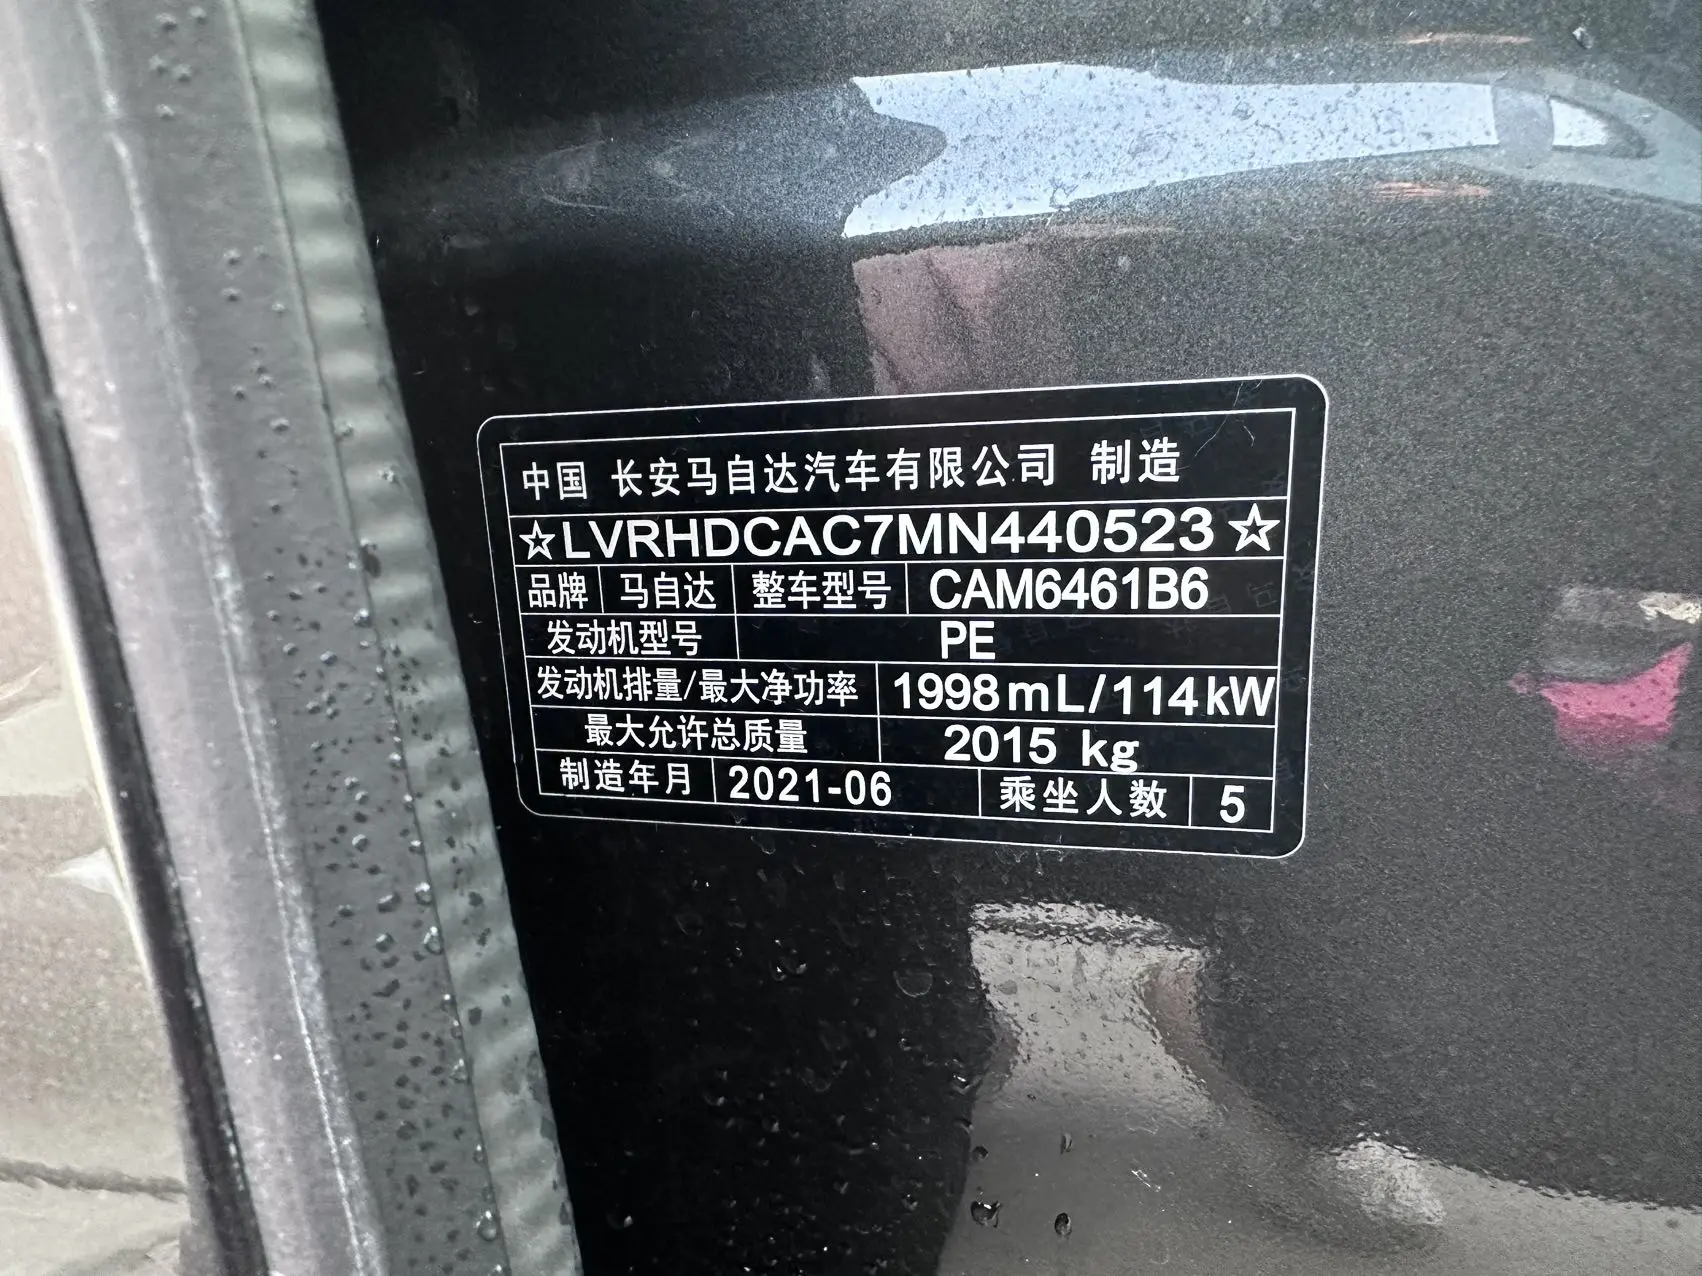 中国 长安马自达汽车有限公司 制造
☆LVRHDCAC7MN440523☆
品牌 马自达 整车型号 CAM6461B6
发动机型号 PE
发动机排量/最大净功率 1998mL/114kW
最大允许总质量 2015 kg
制造年月 2021-06 乘坐人数 5